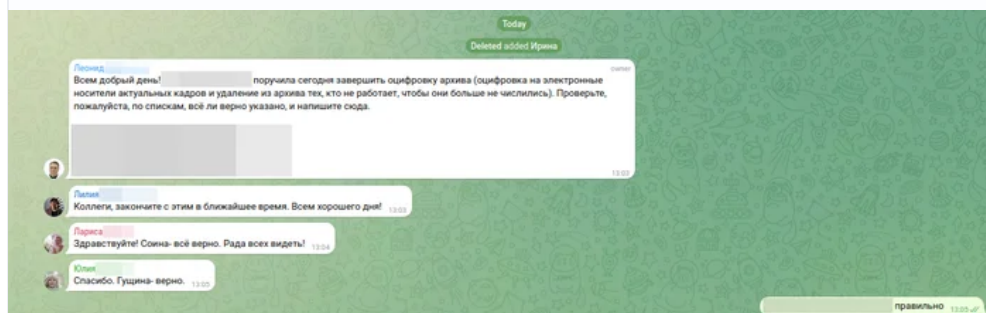 Today
Deleted added Ирина
Леонид
owner
Всем добрый день! поручила сегодня завершить оцифровку архива (оцифровка на электронные
носители актуальных кадров и удаление из архива тех, кто не работает, чтобы они больше не числились). Проверьте,
пожалуйста, по спискам, всё ли верно указано, и напишите сюда.
13:03
Лилия
Коллеги, закончите с этим в ближайшее время. Всем хорошего дня! 13:03
Лариса
Здравствуйте! Соина- всё верно. Рада всех видеть! 13:04
Юлия
Спасибо. Гущина- верно. 13:05
правильно 13:05